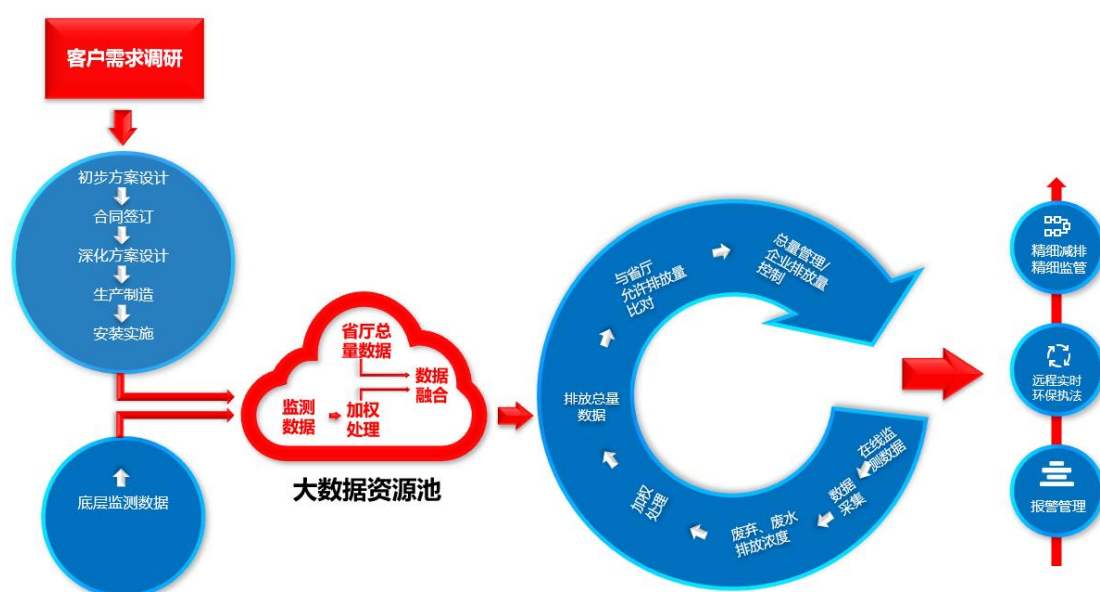 客户需求调研
初步方案设计
合同签订
深化方案设计
生产制造
安装实施
底层监测数据
省厅总
量数据
数据
融合
监测
数据
加权
处理
大数据资源池
在线监
测数据
数据
采集
废弃、废水
排放浓度
加权
处理
排放总量
数据
与省厅
允许排放量
比对
总量管理/
企业排放量
控制
精细减排
精细监管
远程实时
环保执法
报警管理